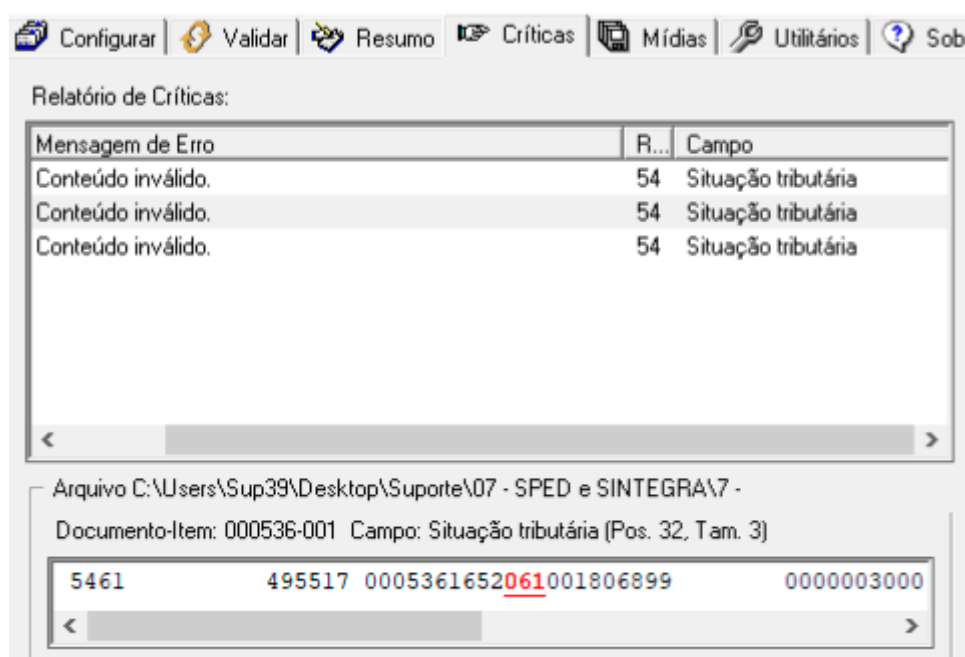 Configurar Validar Resumo Críticas Mídias Utilitários Sob
Relatório de Críticas:
Mensagem de Erro R... Campo
Conteúdo inválido. 54 Situação tributária
Conteúdo inválido. 54 Situação tributária
Conteúdo inválido. 54 Situação tributária
Arquivo C:\Users\Sup39\Desktop\Suporte\07 - SPED e SINTEGRA\7 -
Documento-Item: 000536-001 Campo: Situação tributária (Pos. 32, Tam. 3)
5461 495517 0005361652061001806899 0000003000